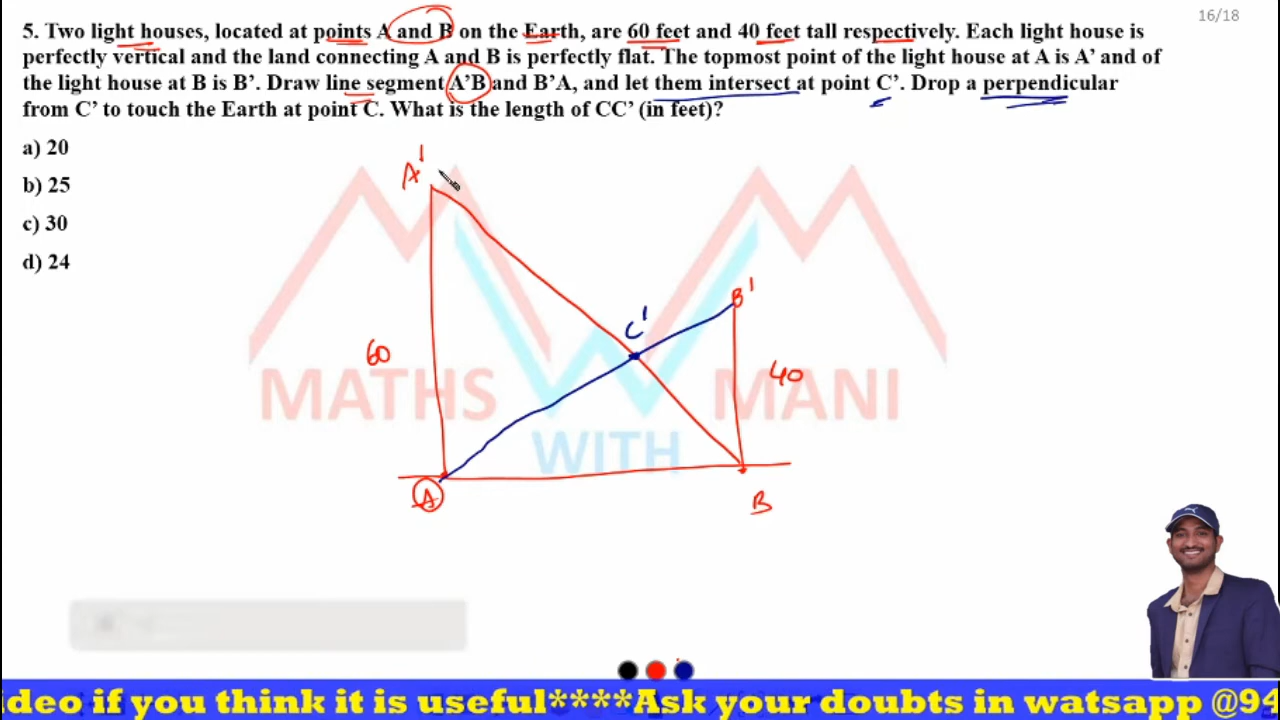 16/18
5. Two light houses, located at points A and B on the Earth, are 60 feet and 40 feet tall respectively. Each light house is
perfectly vertical and the land connecting A and B is perfectly flat. The topmost point of the light house at A is A’ and of
the light house at B is B’. Draw line segment A’B and B’A, and let them intersect at point C’. Drop a perpendicular
from C’ to touch the Earth at point C. What is the length of CC’ (in feet)?
a) 20
b) 25
c) 30
d) 24
A'
B'
C'
60
40
MATHS
MANI
WITH
A
B
ideo if you think it is useful****Ask your doubts in watsapp @94